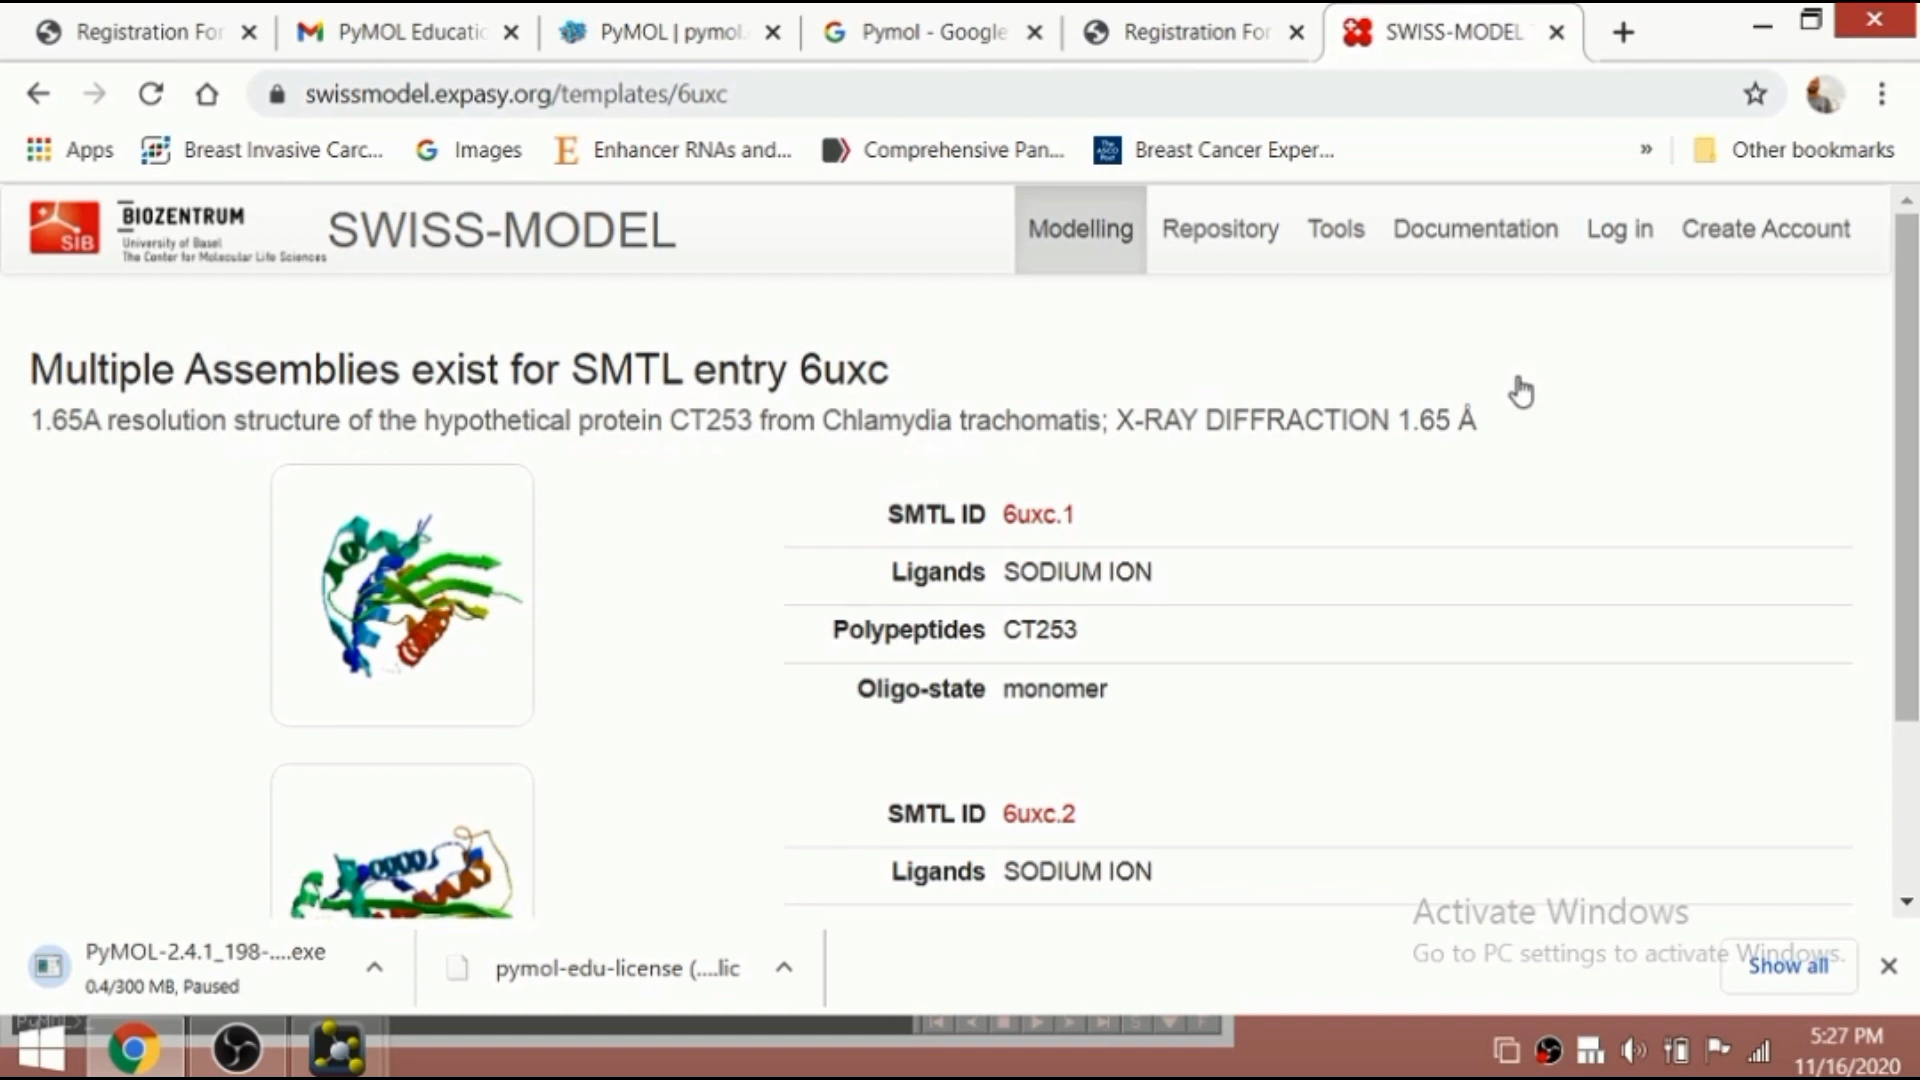 Registration For
PyMOL Educatio
PyMOL | pymol.
Pymol - Google
Registration For
SWISS-MODEL
swissmodel.expasy.org/templates/6uxc
Apps
Breast Invasive Carc...
Images
Enhancer RNAs and...
Comprehensive Pan...
Breast Cancer Exper...
»
Other bookmarks
SIB
BIOZENTRUM
University of Basel
The Center for Molecular Life Sciences
SWISS-MODEL
Modelling
Repository
Tools
Documentation
Log in
Create Account
Multiple Assemblies exist for SMTL entry 6uxc
1.65A resolution structure of the hypothetical protein CT253 from Chlamydia trachomatis; X-RAY DIFFRACTION 1.65 Å
SMTL ID 6uxc.1
Ligands SODIUM ION
Polypeptides CT253
Oligo-state monomer
SMTL ID 6uxc.2
Ligands SODIUM ION
Activate Windows
Go to PC settings to activate Windows.
PyMOL-2.4.1_198-....exe
0.4/300 MB, Paused
pymol-edu-license (....lic
Show all
PyMOL>_
S
F
5:27 PM
11/16/2020